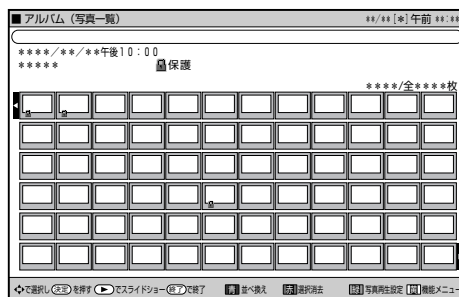 ■ アルバム（写真一覧） **/** [*] 午前 **:**
****/**/**午後10:00
***** 保護
****/全****枚
で選択し 決定 を押す ▶ でスライドショー 終了 で終了 青 並べ換え 赤 選択消去 緑 写真再生設定 黄 機能メニュー